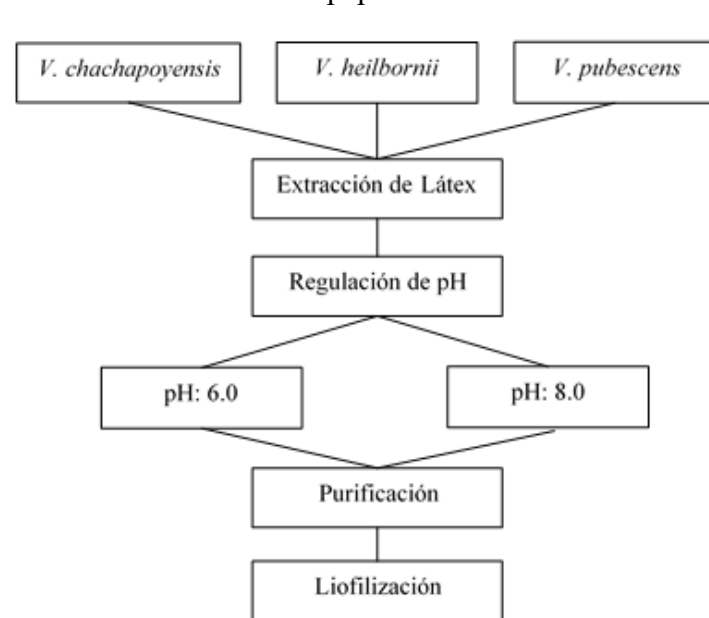 V. chachapoyensis
V. heilbornii
V. pubescens
Extracción de Látex
Regulación de pH
pH: 6.0
pH: 8.0
Purificación
Liofilización